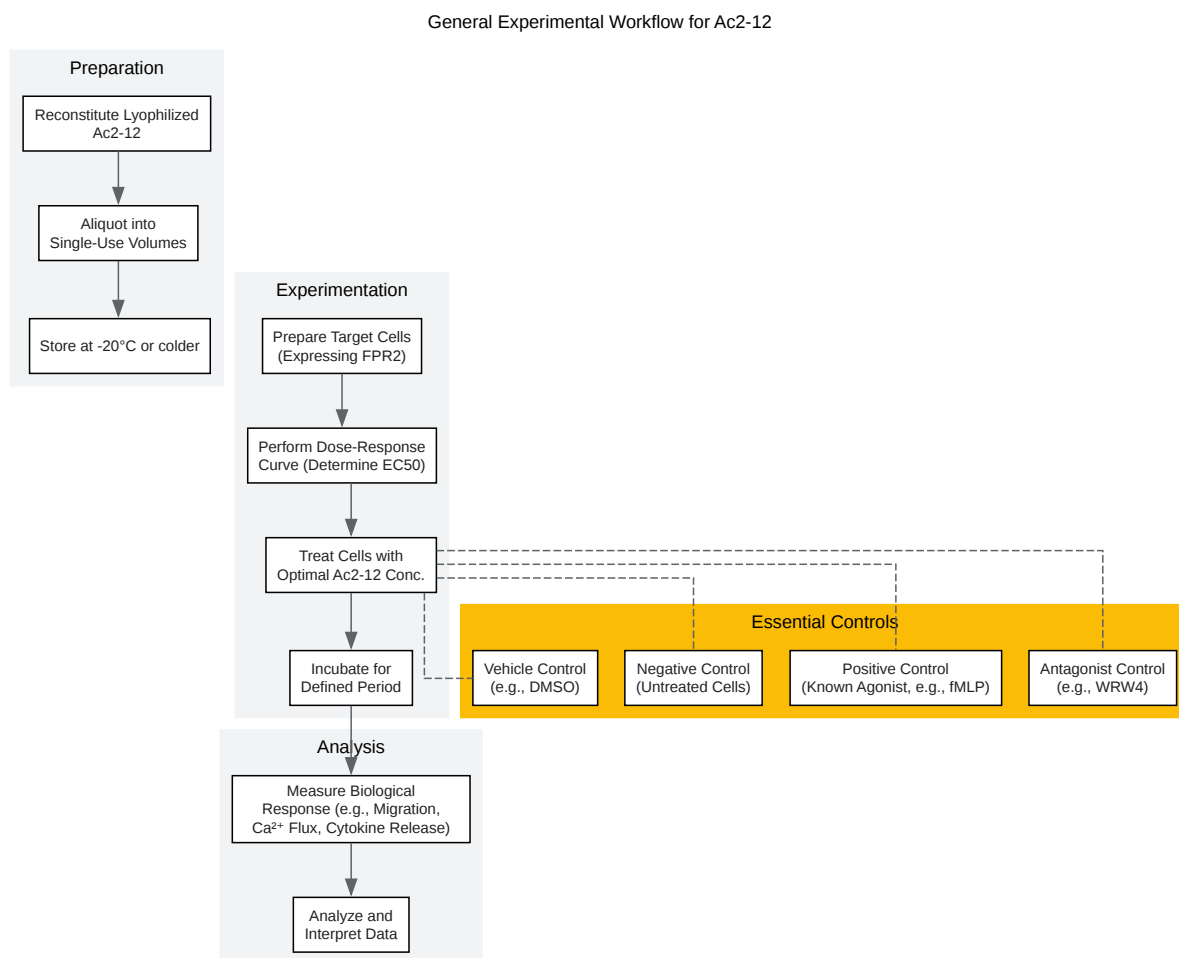 General Experimental Workflow for Ac2-12
Preparation
Reconstitute Lyophilized
Ac2-12
Aliquot into
Single-Use Volumes
Store at -20°C or colder
Experimentation
Prepare Target Cells
(Expressing FPR2)
Perform Dose-Response
Curve (Determine EC50)
Treat Cells with
Optimal Ac2-12 Conc.
Incubate for
Defined Period
Essential Controls
Vehicle Control
(e.g., DMSO)
Negative Control
(Untreated Cells)
Positive Control
(Known Agonist, e.g., fMLP)
Antagonist Control
(e.g., WRW4)
Analysis
Measure Biological
Response (e.g., Migration,
Ca²⁺ Flux, Cytokine Release)
Analyze and
Interpret Data